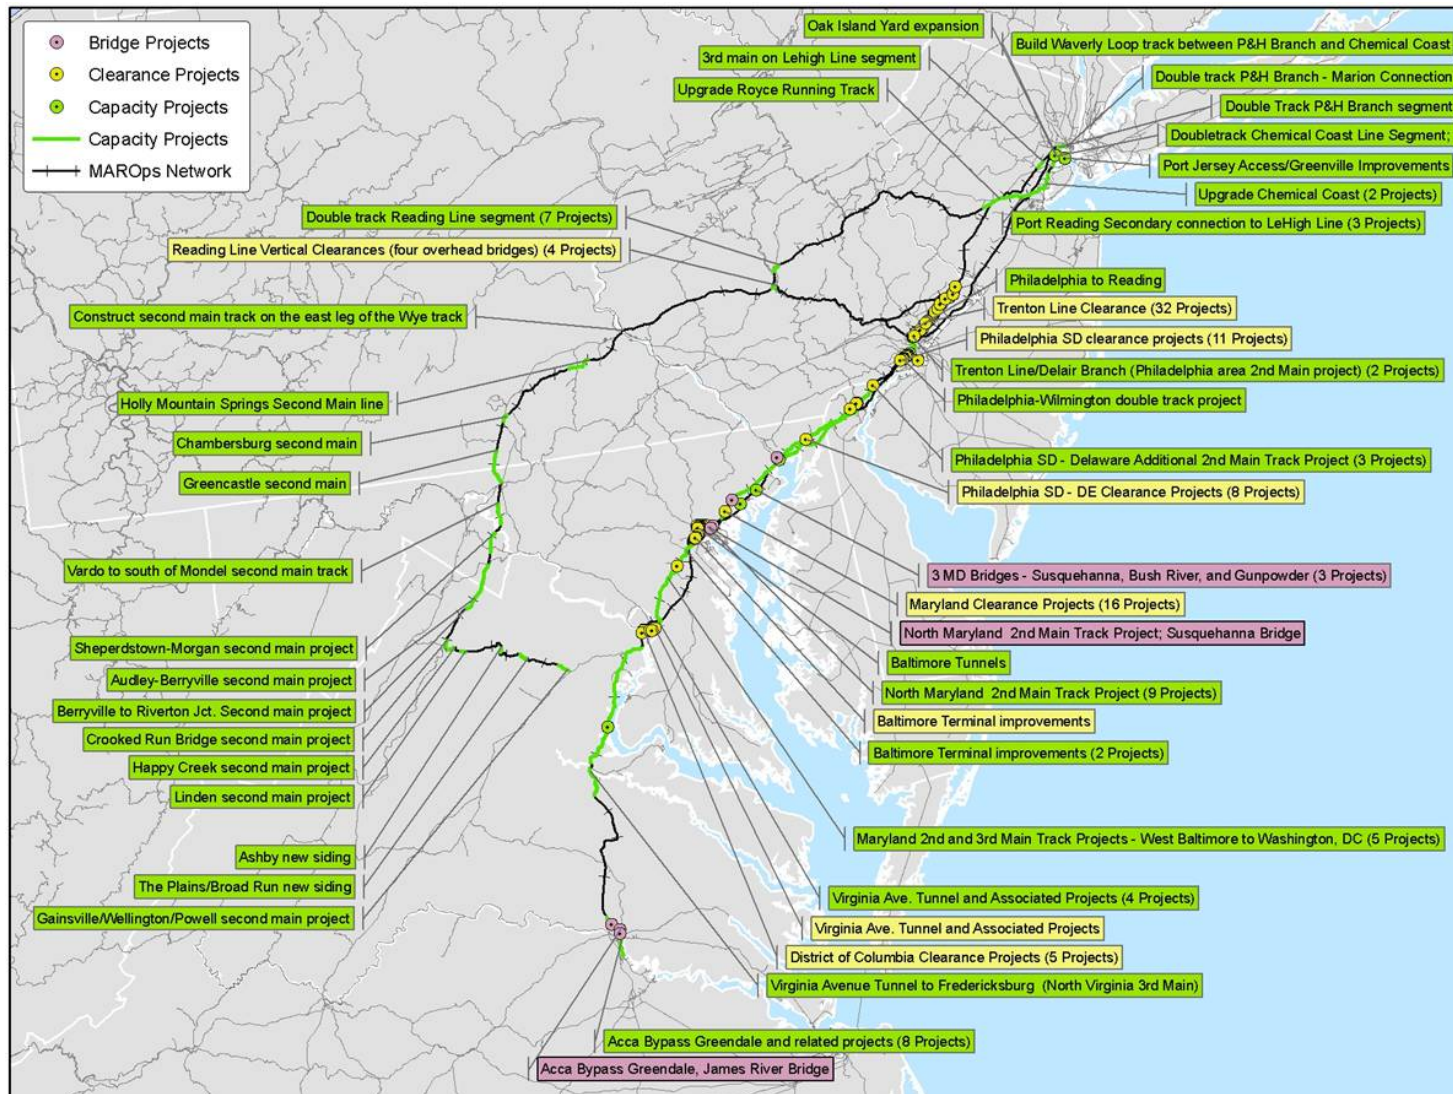 Bridge Projects
Clearance Projects
Capacity Projects
Capacity Projects
MAROps Network
Oak Island Yard expansion
3rd main on Lehigh Line segment
Upgrade Royce Running Track
Build Waverly Loop track between P&H Branch and Chemical Coast
Double track P&H Branch - Marion Connection
Double Track P&H Branch segment
Doubletrack Chemical Coast Line Segment;
Port Jersey Access/Greenville Improvements
Upgrade Chemical Coast (2 Projects)
Port Reading Secondary connection to LeHigh Line (3 Projects)
Double track Reading Line segment (7 Projects)
Reading Line Vertical Clearances (four overhead bridges) (4 Projects)
Construct second main track on the east leg of the Wye track
Holly Mountain Springs Second Main line
Chambersburg second main
Greencastle second main
Vardo to south of Mondel second main track
Sheperdstown-Morgan second main project
Audley-Berryville second main project
Berryville to Riverton Jct. Second main project
Crooked Run Bridge second main project
Happy Creek second main project
Linden second main project
Ashby new siding
The Plains/Broad Run new siding
Gainsville/Wellington/Powell second main project
Philadelphia to Reading
Trenton Line Clearance (32 Projects)
Philadelphia SD clearance projects (11 Projects)
Trenton Line/Delair Branch (Philadelphia area 2nd Main project) (2 Projects)
Philadelphia-Wilmington double track project
Philadelphia SD - Delaware Additional 2nd Main Track Project (3 Projects)
Philadelphia SD - DE Clearance Projects (8 Projects)
3 MD Bridges - Susquehanna, Bush River, and Gunpowder (3 Projects)
Maryland Clearance Projects (16 Projects)
North Maryland 2nd Main Track Project; Susquehanna Bridge
Baltimore Tunnels
North Maryland 2nd Main Track Project (9 Projects)
Baltimore Terminal improvements
Baltimore Terminal improvements (2 Projects)
Maryland 2nd and 3rd Main Track Projects - West Baltimore to Washington, DC (5 Projects)
Virginia Ave. Tunnel and Associated Projects (4 Projects)
Virginia Ave. Tunnel and Associated Projects
District of Columbia Clearance Projects (5 Projects)
Virginia Avenue Tunnel to Fredericksburg (North Virginia 3rd Main)
Acca Bypass Greendale and related projects (8 Projects)
Acca Bypass Greendale, James River Bridge